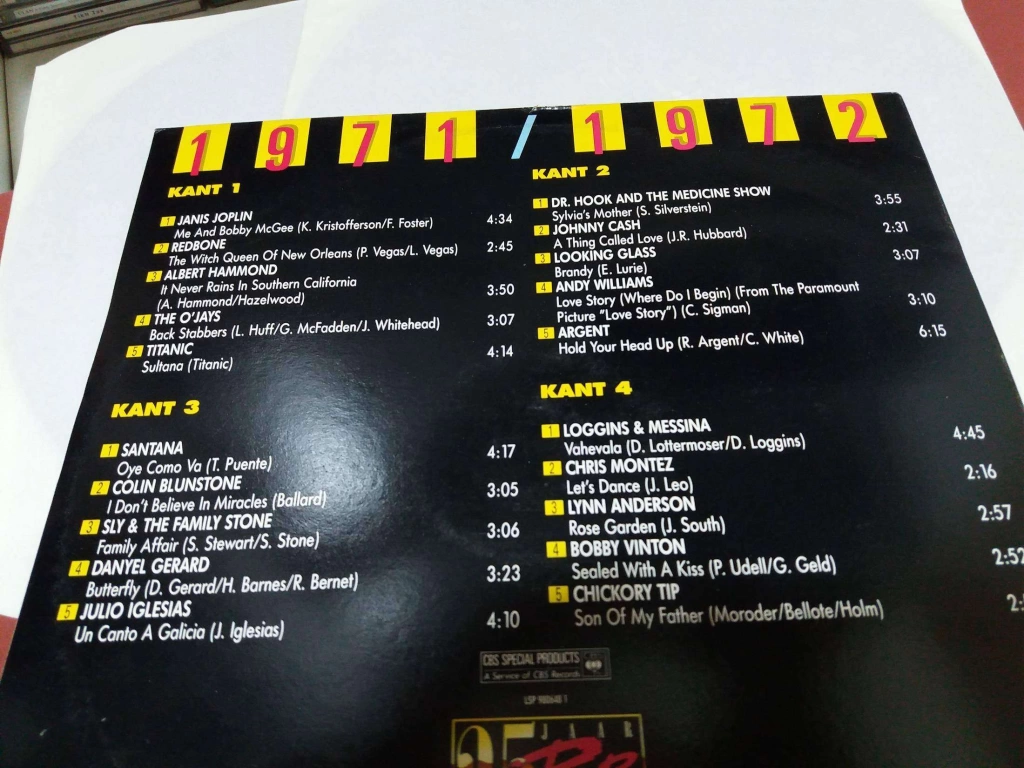 1971/1972
KANT 1
1 JANIS JOPLIN
Me And Bobby McGee (K. Kristofferson/F. Foster) 4:34
2 REDBONE
The Witch Queen Of New Orleans (P. Vegas/L. Vegas) 2:45
3 ALBERT HAMMOND
It Never Rains In Southern California
(A. Hammond/Hazelwood) 3:50
4 THE O'JAYS
Back Stabbers (L. Huff/G. McFadden/J. Whitehead) 3:07
5 TITANIC
Sultana (Titanic) 4:14
KANT 2
1 DR. HOOK AND THE MEDICINE SHOW
Sylvia's Mother (S. Silverstein) 3:55
2 JOHNNY CASH
A Thing Called Love (J.R. Hubbard) 2:31
3 LOOKING GLASS
Brandy (E. Lurie) 3:07
4 ANDY WILLIAMS
Love Story (Where Do I Begin) (From The Paramount
Picture "Love Story") (C. Sigman) 3:10
5 ARGENT
Hold Your Head Up (R. Argent/C. White) 6:15
KANT 3
1 SANTANA
Oye Como Va (T. Puente) 4:17
2 COLIN BLUNSTONE
I Don't Believe In Miracles (Ballard) 3:05
3 SLY & THE FAMILY STONE
Family Affair (S. Stewart/S. Stone) 3:06
4 DANYEL GERARD
Butterfly (D. Gerard/H. Barnes/R. Bernet) 3:23
5 JULIO IGLESIAS
Un Canto A Galicia (J. Iglesias) 4:10
KANT 4
1 LOGGINS & MESSINA
Vahevala (D. Lottermoser/D. Loggins) 4:45
2 CHRIS MONTEZ
Let's Dance (J. Leo) 2:16
3 LYNN ANDERSON
Rose Garden (J. South) 2:57
4 BOBBY VINTON
Sealed With A Kiss (P. Udell/G. Geld) 2:52
5 CHICKORY TIP
Son Of My Father (Moroder/Bellote/Holm)
CBS SPECIAL PRODUCTS
A Service of CBS Records
LSP
25 JAAR